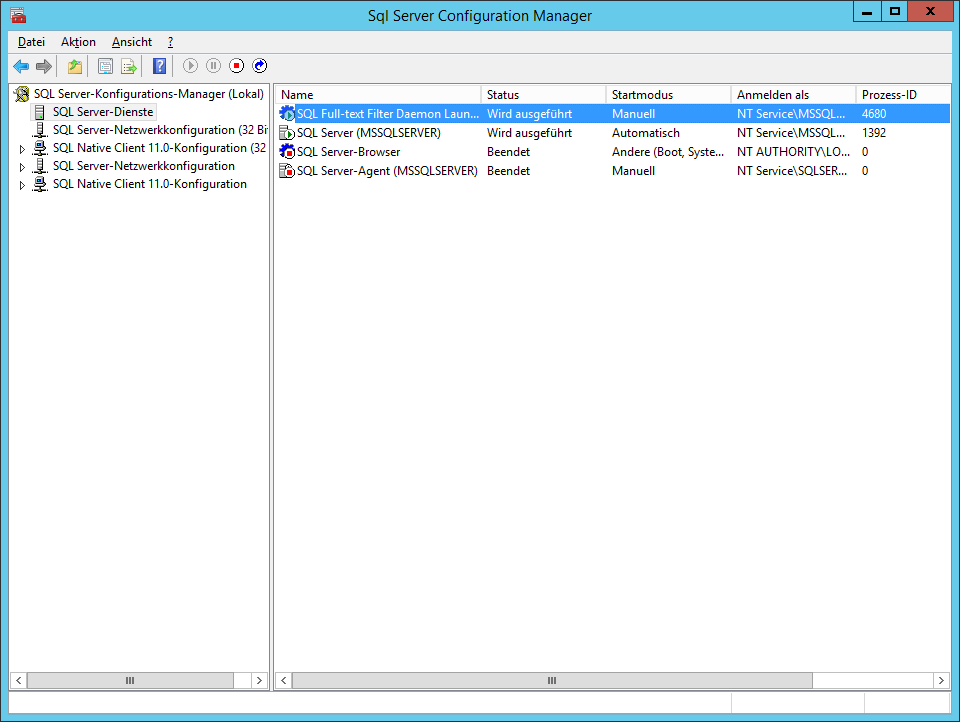 Sql Server Configuration Manager
Datei Aktion Ansicht ?
SQL Server-Konfigurations-Manager (Lokal)
SQL Server-Dienste
SQL Server-Netzwerkkonfiguration (32 Bi
SQL Native Client 11.0-Konfiguration (32
SQL Server-Netzwerkkonfiguration
SQL Native Client 11.0-Konfiguration
Name Status Startmodus Anmelden als Prozess-ID
SQL Full-text Filter Daemon Laun... Wird ausgeführt Manuell NT Service\MSSQL... 4680
SQL Server (MSSQLSERVER) Wird ausgeführt Automatisch NT Service\MSSQL... 1392
SQL Server-Browser Beendet Andere (Boot, Syste... NT AUTHORITY\LO... 0
SQL Server-Agent (MSSQLSERVER) Beendet Manuell NT Service\SQLSER... 0